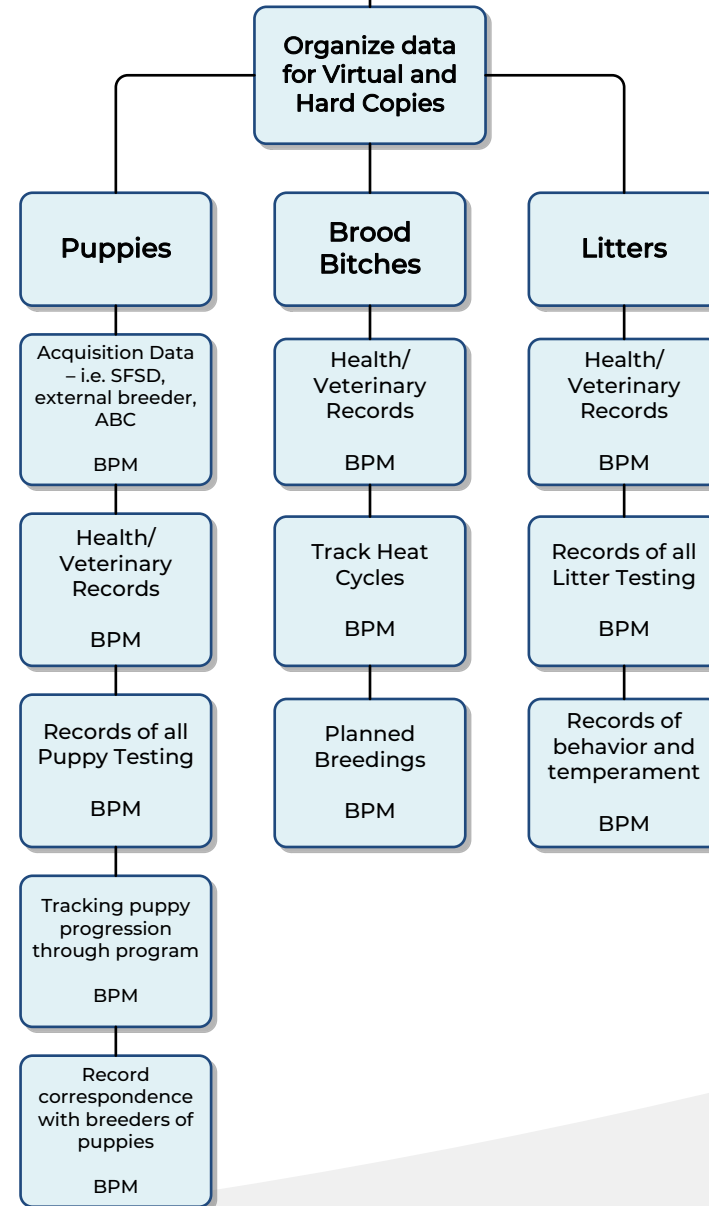 Organize data
for Virtual and
Hard Copies
Puppies
Acquisition Data
– i.e. SFSD,
external breeder,
ABC
BPM
Health/
Veterinary
Records
BPM
Records of all
Puppy Testing
BPM
Tracking puppy
progression
through program
BPM
Record
correspondence
with breeders of
puppies
BPM
Brood
Bitches
Health/
Veterinary
Records
BPM
Track Heat
Cycles
BPM
Planned
Breedings
BPM
Litters
Health/
Veterinary
Records
BPM
Records of all
Litter Testing
BPM
Records of
behavior and
temperament
BPM